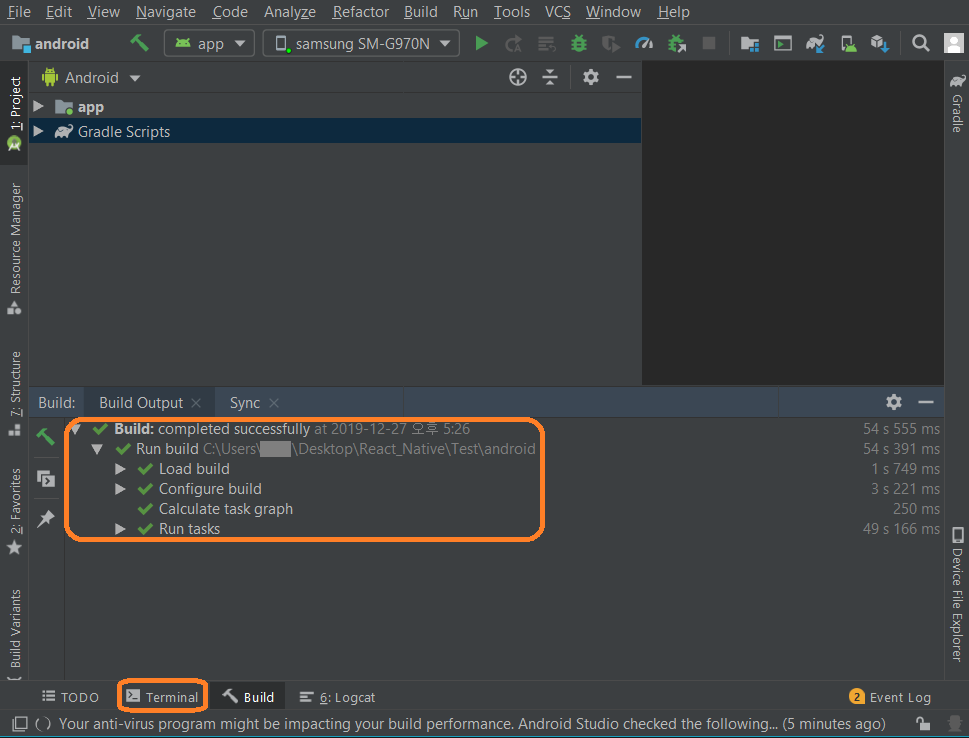 File Edit View Navigate Code Analyze Refactor Build Run Tools VCS Window Help
android app samsung SM-G970N
Android
app
Gradle Scripts
1: Project
Resource Manager
Z: Structure
2: Favorites
Build Variants
Gradle
Device File Explorer
Build: Build Output Sync
Build: completed successfully at 2019-12-27 오후 5:26 54 s 555 ms
Run build C:\Users\ \Desktop\React_Native\Test\android 54 s 391 ms
Load build 1 s 749 ms
Configure build 3 s 221 ms
Calculate task graph 250 ms
Run tasks 49 s 166 ms
TODO Terminal Build 6: Logcat 2 Event Log
Your anti-virus program might be impacting your build performance. Android Studio checked the following... (5 minutes ago)